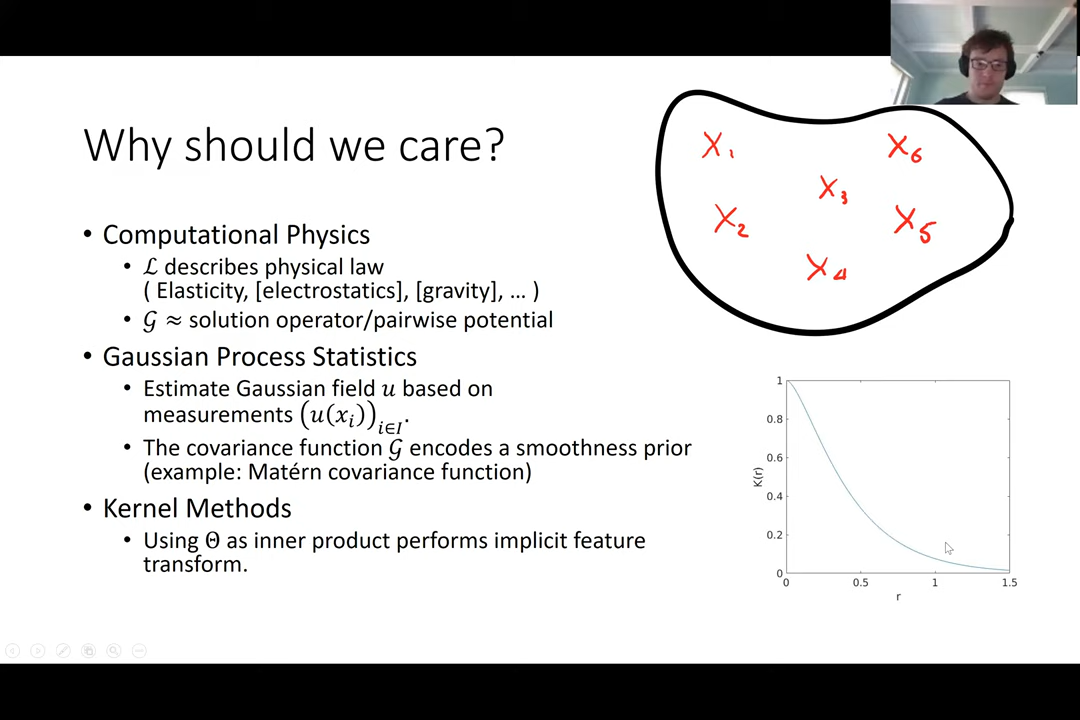 Why should we care?
• Computational Physics
• ℒ describes physical law
( Elasticity, [electrostatics], [gravity], … )
• 𝒢 ≈ solution operator/pairwise potential
• Gaussian Process Statistics
• Estimate Gaussian field u based on
measurements (u(xᵢ))ᵢ∈I.
• The covariance function 𝒢 encodes a smoothness prior
(example: Matérn covariance function)
• Kernel Methods
• Using Θ as inner product performs implicit feature
transform.
X₁
X₆
X₃
X₂
X₅
X₄
1
0.8
0.6
0.4
0.2
0
K(r)
0 0.5 1 1.5
r